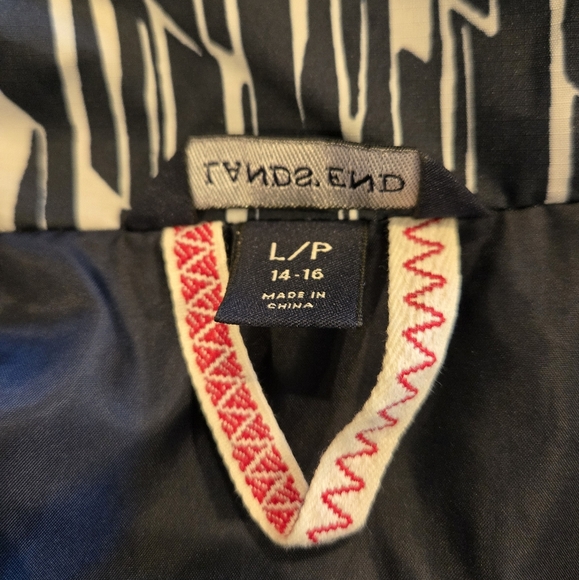 LANDS' END
L/P
14-16
MADE IN
CHINA